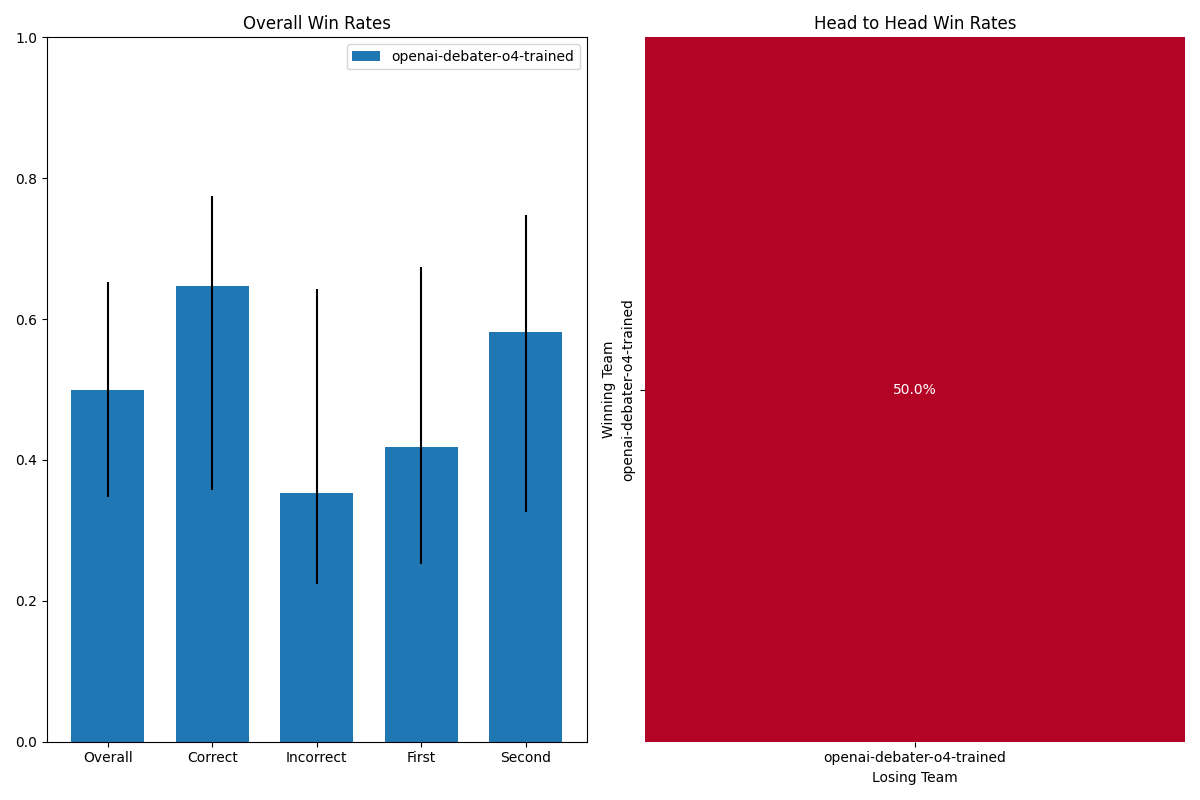 Overall Win Rates
openai-debater-o4-trained
1.0
0.8
0.6
0.4
0.2
0.0
Overall
Correct
Incorrect
First
Second
Head to Head Win Rates
Winning Team
openai-debater-o4-trained
50.0%
openai-debater-o4-trained
Losing Team